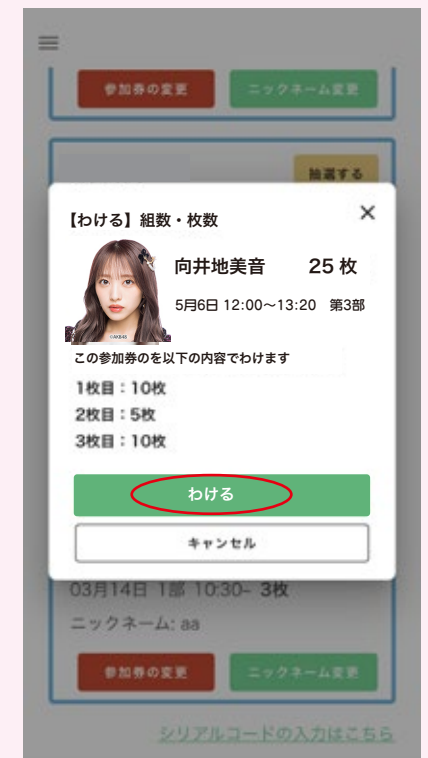 参加券の変更 ニックネーム変更
抽選する
【わける】組数・枚数 ×
向井地美音 25 枚
5月6日 12:00〜13:20 第3部
©AKB48
この参加券のを以下の内容でわけます
1枚目：10枚
2枚目：5枚
3枚目：10枚
わける
キャンセル
03月14日 1部 10:30- 3枚
ニックネーム: aa
参加券の変更 ニックネーム変更
シリアルコードの入力はこちら